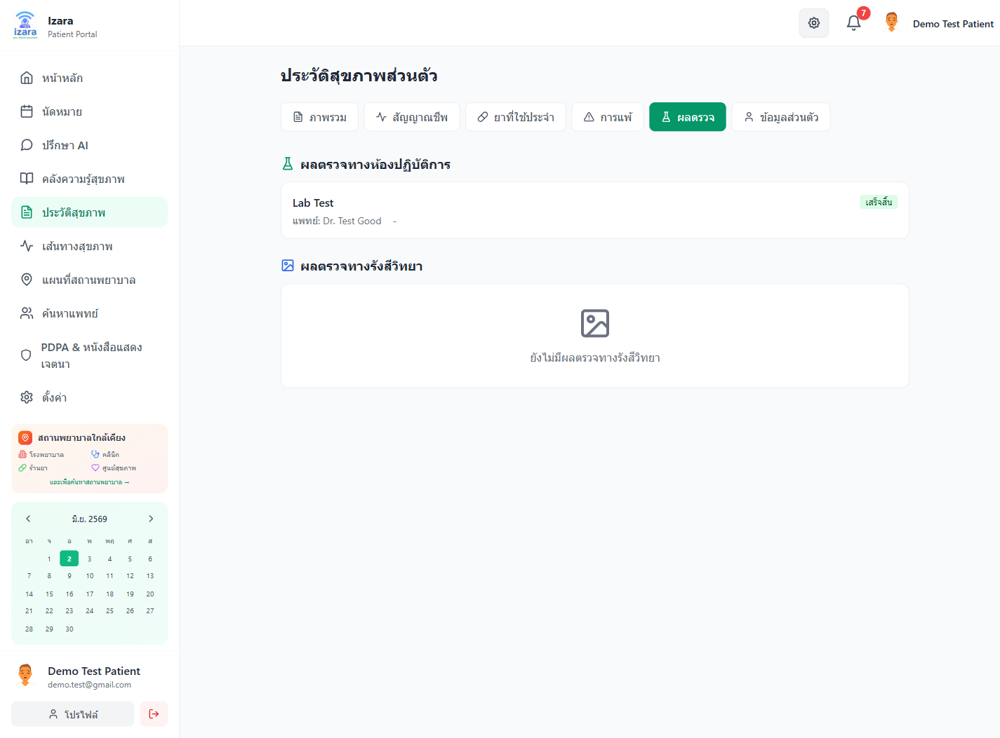 izara
Izara
Patient Portal
7
Demo Test Patient
หน้าหลัก
นัดหมาย
ปรึกษา AI
คลังความรู้สุขภาพ
ประวัติสุขภาพ
เส้นทางสุขภาพ
แผนที่สถานพยาบาล
ค้นหาแพทย์
PDPA & หนังสือแสดง
เจตนา
ตั้งค่า
สถานพยาบาลใกล้เคียง
โรงพยาบาล คลินิก
ร้านยา ศูนย์สุขภาพ
แตะเพื่อค้นหาสถานพยาบาล →
มิ.ย. 2569
อา จ อ พ พฤ ศ ส
1 2 3 4 5 6
7 8 9 10 11 12 13
14 15 16 17 18 19 20
21 22 23 24 25 26 27
28 29 30
Demo Test Patient
demo.test@gmail.com
โปรไฟล์
ประวัติสุขภาพส่วนตัว
ภาพรวม สัญญาณชีพ ยาที่ใช้ประจำ การแพ้ ผลตรวจ ข้อมูลส่วนตัว
ผลตรวจทางห้องปฏิบัติการ
Lab Test เสร็จสิ้น
แพทย์: Dr. Test Good -
ผลตรวจทางรังสีวิทยา
ยังไม่มีผลตรวจทางรังสีวิทยา